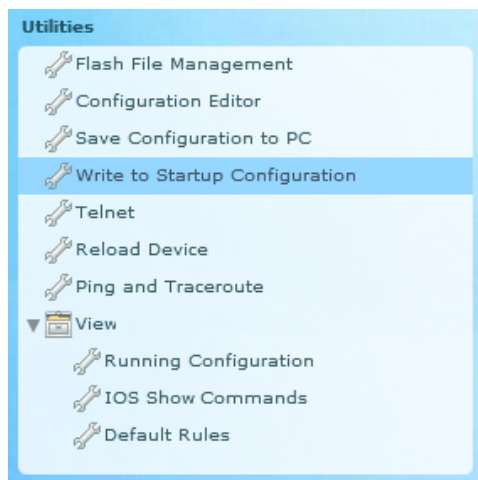 Utilities
Flash File Management
Configuration Editor
Save Configuration to PC
Write to Startup Configuration
Telnet
Reload Device
Ping and Traceroute
View
Running Configuration
IOS Show Commands
Default Rules